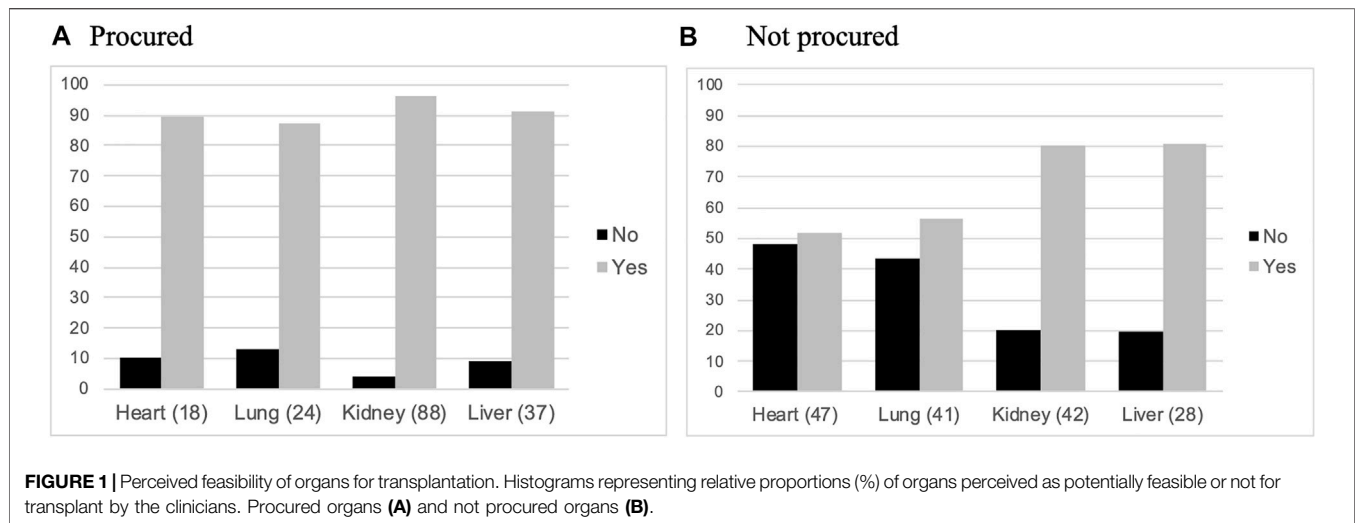 A Procured
100
90
80
70
60
50
40
30
20
10
0
Heart (18) Lung (24) Kidney (88) Liver (37)
No
Yes
B Not procured
100
90
80
70
60
50
40
30
20
10
0
Heart (47) Lung (41) Kidney (42) Liver (28)
No
Yes
FIGURE 1 | Perceived feasibility of organs for transplantation. Histograms representing relative proportions (%) of organs perceived as potentially feasible or not for
transplant by the clinicians. Procured organs (A) and not procured organs (B).